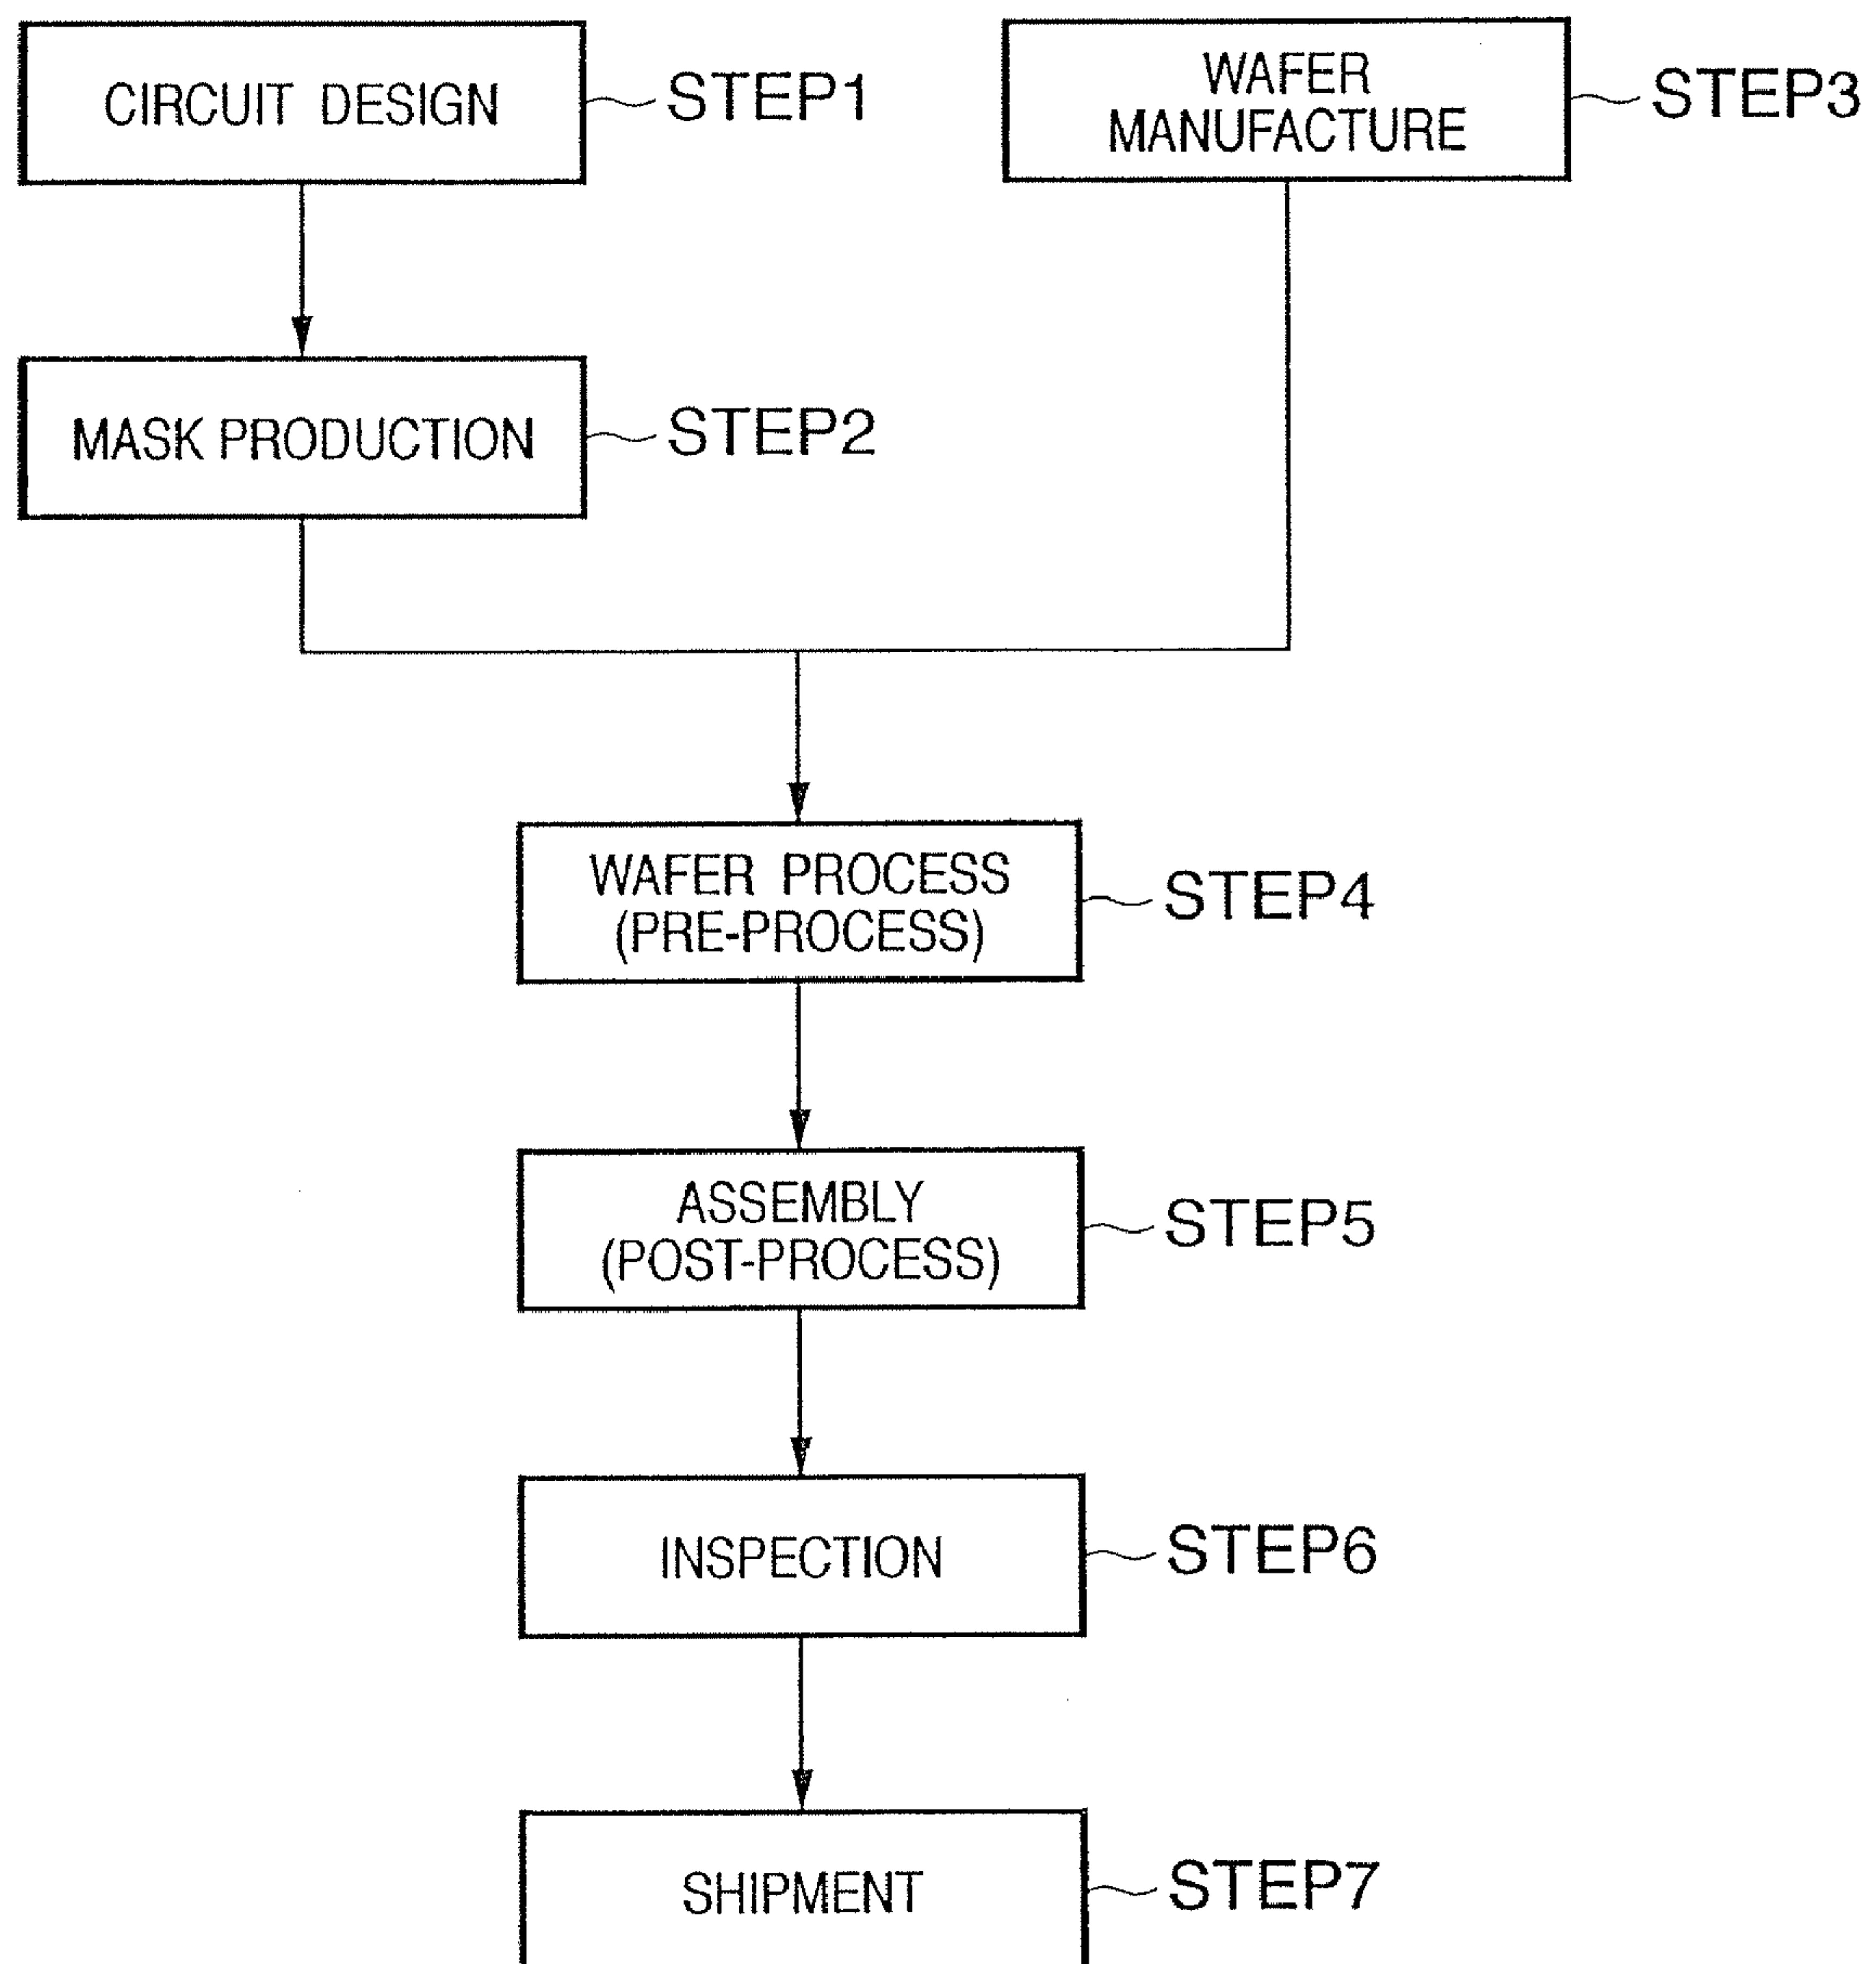 CIRCUIT DESIGN
STEP1
WAFER
MANUFACTURE
STEP3
MASK PRODUCTION
STEP2
WAFER PROCESS
(PRE-PROCESS)
STEP4
ASSEMBLY
(POST-PROCESS)
STEP5
INSPECTION
STEP6
SHIPMENT
STEP7